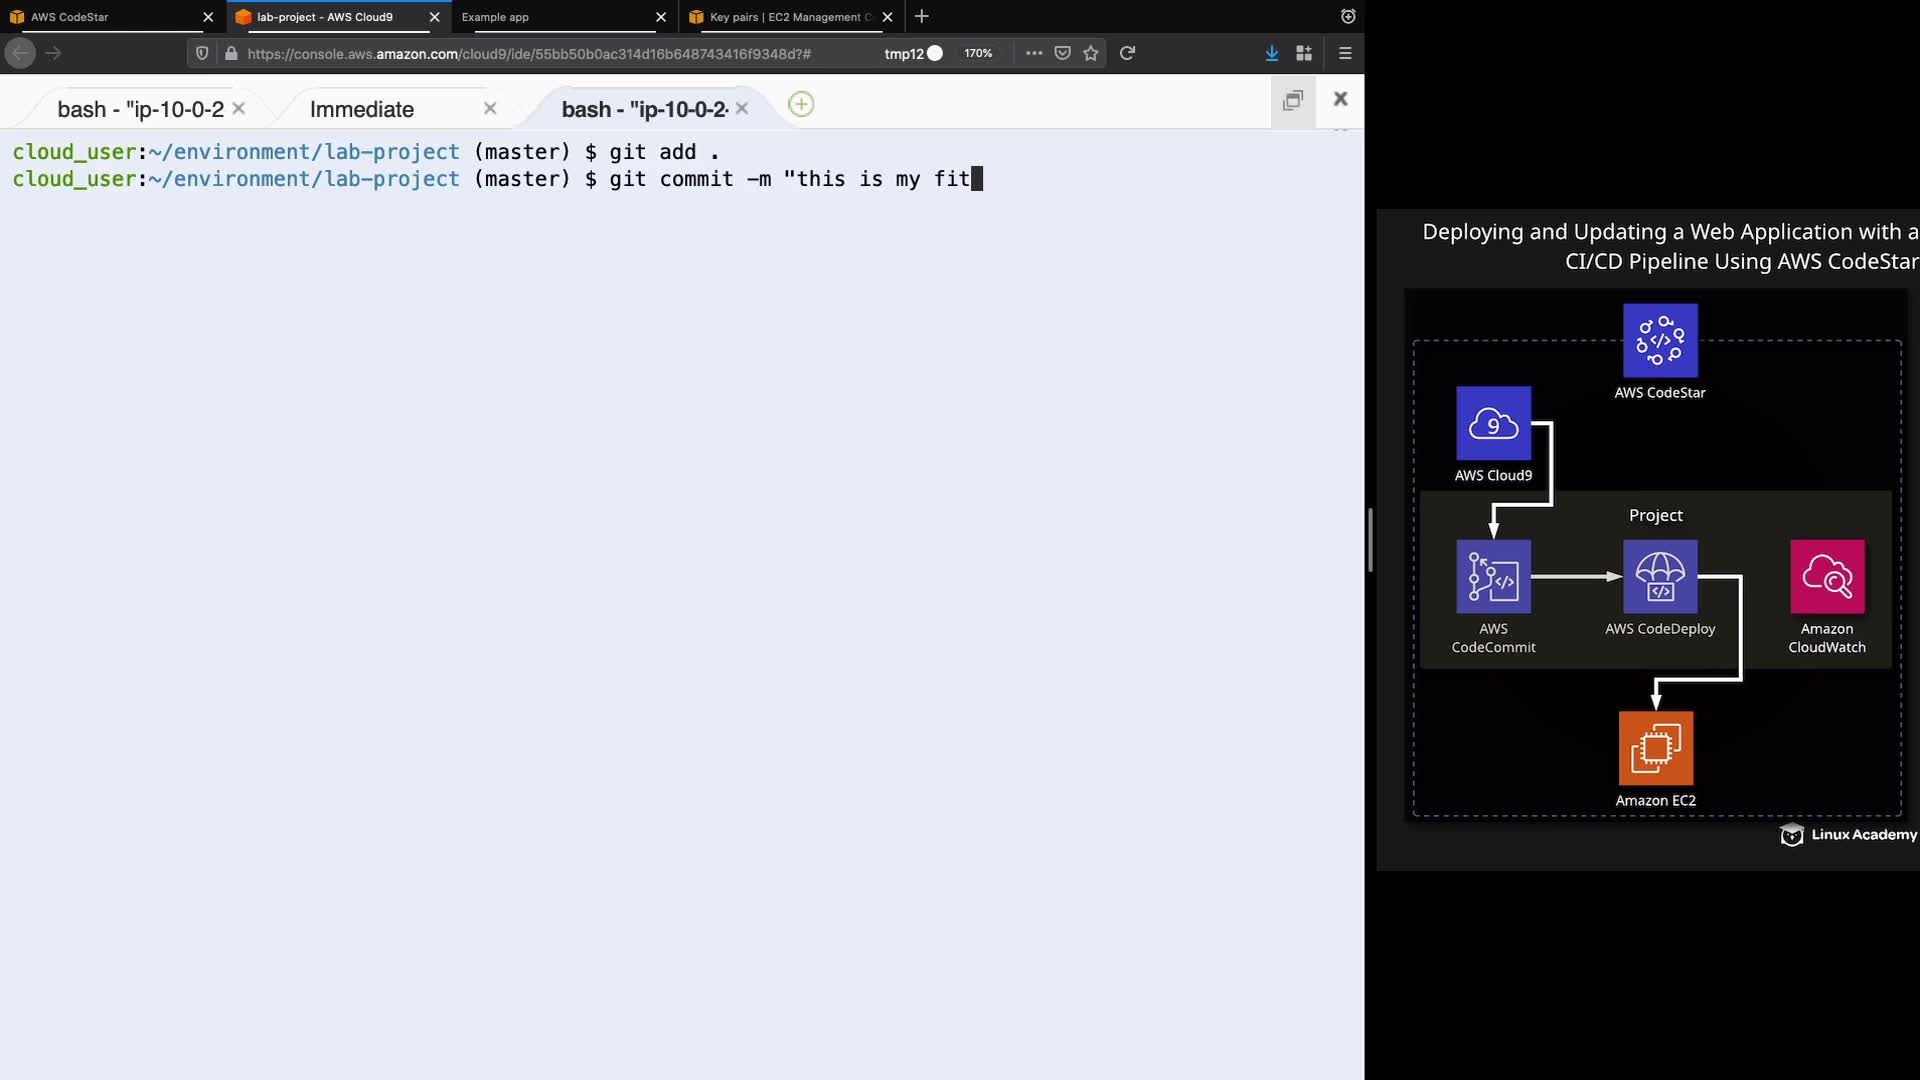 AWS CodeStar
lab-project - AWS Cloud9
Example app
Key pairs | EC2 Management C
https://console.aws.amazon.com/cloud9/ide/55bb50b0ac314d16b648743416f9348d?#
tmp12
170%
bash - "ip-10-0-2
Immediate
bash - "ip-10-0-2-
cloud_user:~/environment/lab-project (master) $ git add .
cloud_user:~/environment/lab-project (master) $ git commit -m "this is my fit
Deploying and Updating a Web Application with a
CI/CD Pipeline Using AWS CodeStar
AWS CodeStar
9
AWS Cloud9
Project
AWS
CodeCommit
AWS CodeDeploy
Amazon
CloudWatch
Amazon EC2
Linux Academy